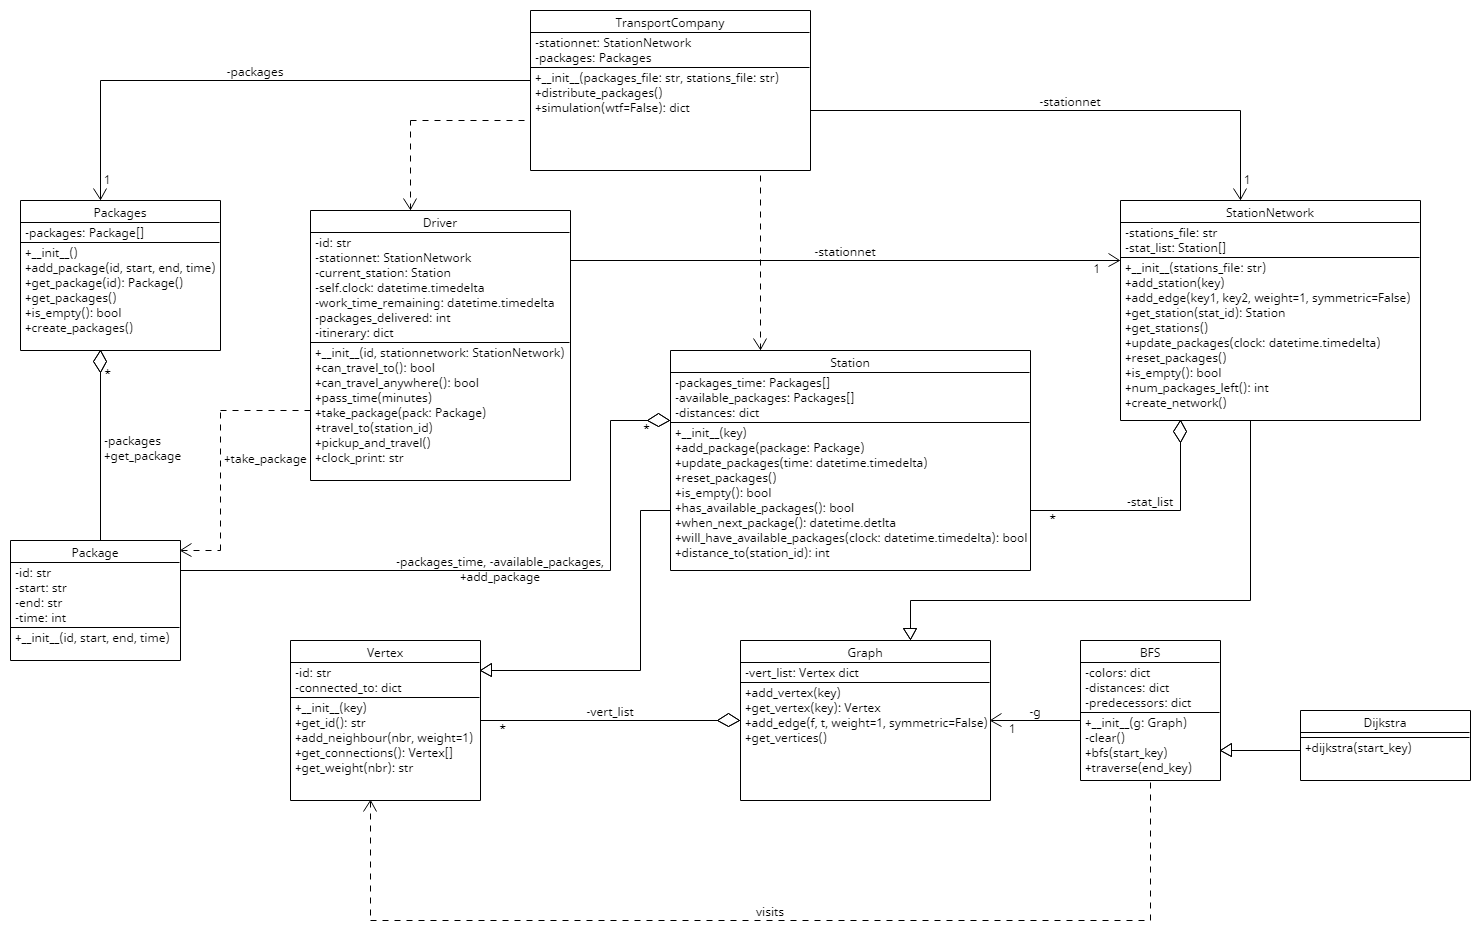 TransportCompany
-stationnet: StationNetwork
-packages: Packages
+__init__(packages_file: str, stations_file: str)
+distribute_packages()
+simulation(wtf=False): dict
-packages
1
-stationnet
1
Packages
-packages: Package[]
+__init__()
+add_package(id, start, end, time)
+get_package(id): Package()
+get_packages()
+is_empty(): bool
+create_packages()
*
-packages
+get_package
Driver
-id: str
-stationnet: StationNetwork
-current_station: Station
-self.clock: datetime.timedelta
-work_time_remaining: datetime.timedelta
-packages_delivered: int
-itinerary: dict
+__init__(id, stationnetwork: StationNetwork)
+can_travel_to(): bool
+can_travel_anywhere(): bool
+pass_time(minutes)
+take_package(pack: Package)
+travel_to(station_id)
+pickup_and_travel()
+clock_print: str
+take_package
-stationnet
1
StationNetwork
-stations_file: str
-stat_list: Station[]
+__init__(stations_file: str)
+add_station(key)
+add_edge(key1, key2, weight=1, symmetric=False)
+get_station(stat_id): Station
+get_stations()
+update_packages(clock: datetime.timedelta)
+reset_packages()
+is_empty(): bool
+num_packages_left(): int
+create_network()
Station
-packages_time: Packages[]
-available_packages: Packages[]
-distances: dict
+__init__(key)
+add_package(package: Package)
+update_packages(time: datetime.timedelta)
+reset_packages()
+is_empty(): bool
+has_available_packages(): bool
+when_next_package(): datetime.detlta
+will_have_available_packages(clock: datetime.timedelta): bool
+distance_to(station_id): int
*
-stat_list
*
Package
-id: str
-start: str
-end: str
-time: int
+__init__(id, start, end, time)
-packages_time, -available_packages,
+add_package
Vertex
-id: str
-connected_to: dict
+__init__(key)
+get_id(): str
+add_neighbour(nbr, weight=1)
+get_connections(): Vertex[]
+get_weight(nbr): str
-vert_list
*
Graph
-vert_list: Vertex dict
+add_vertex(key)
+get_vertex(key): Vertex
+add_edge(f, t, weight=1, symmetric=False)
+get_vertices()
-g
1
BFS
-colors: dict
-distances: dict
-predecessors: dict
+__init__(g: Graph)
-clear()
+bfs(start_key)
+traverse(end_key)
Dijkstra
+dijkstra(start_key)
visits